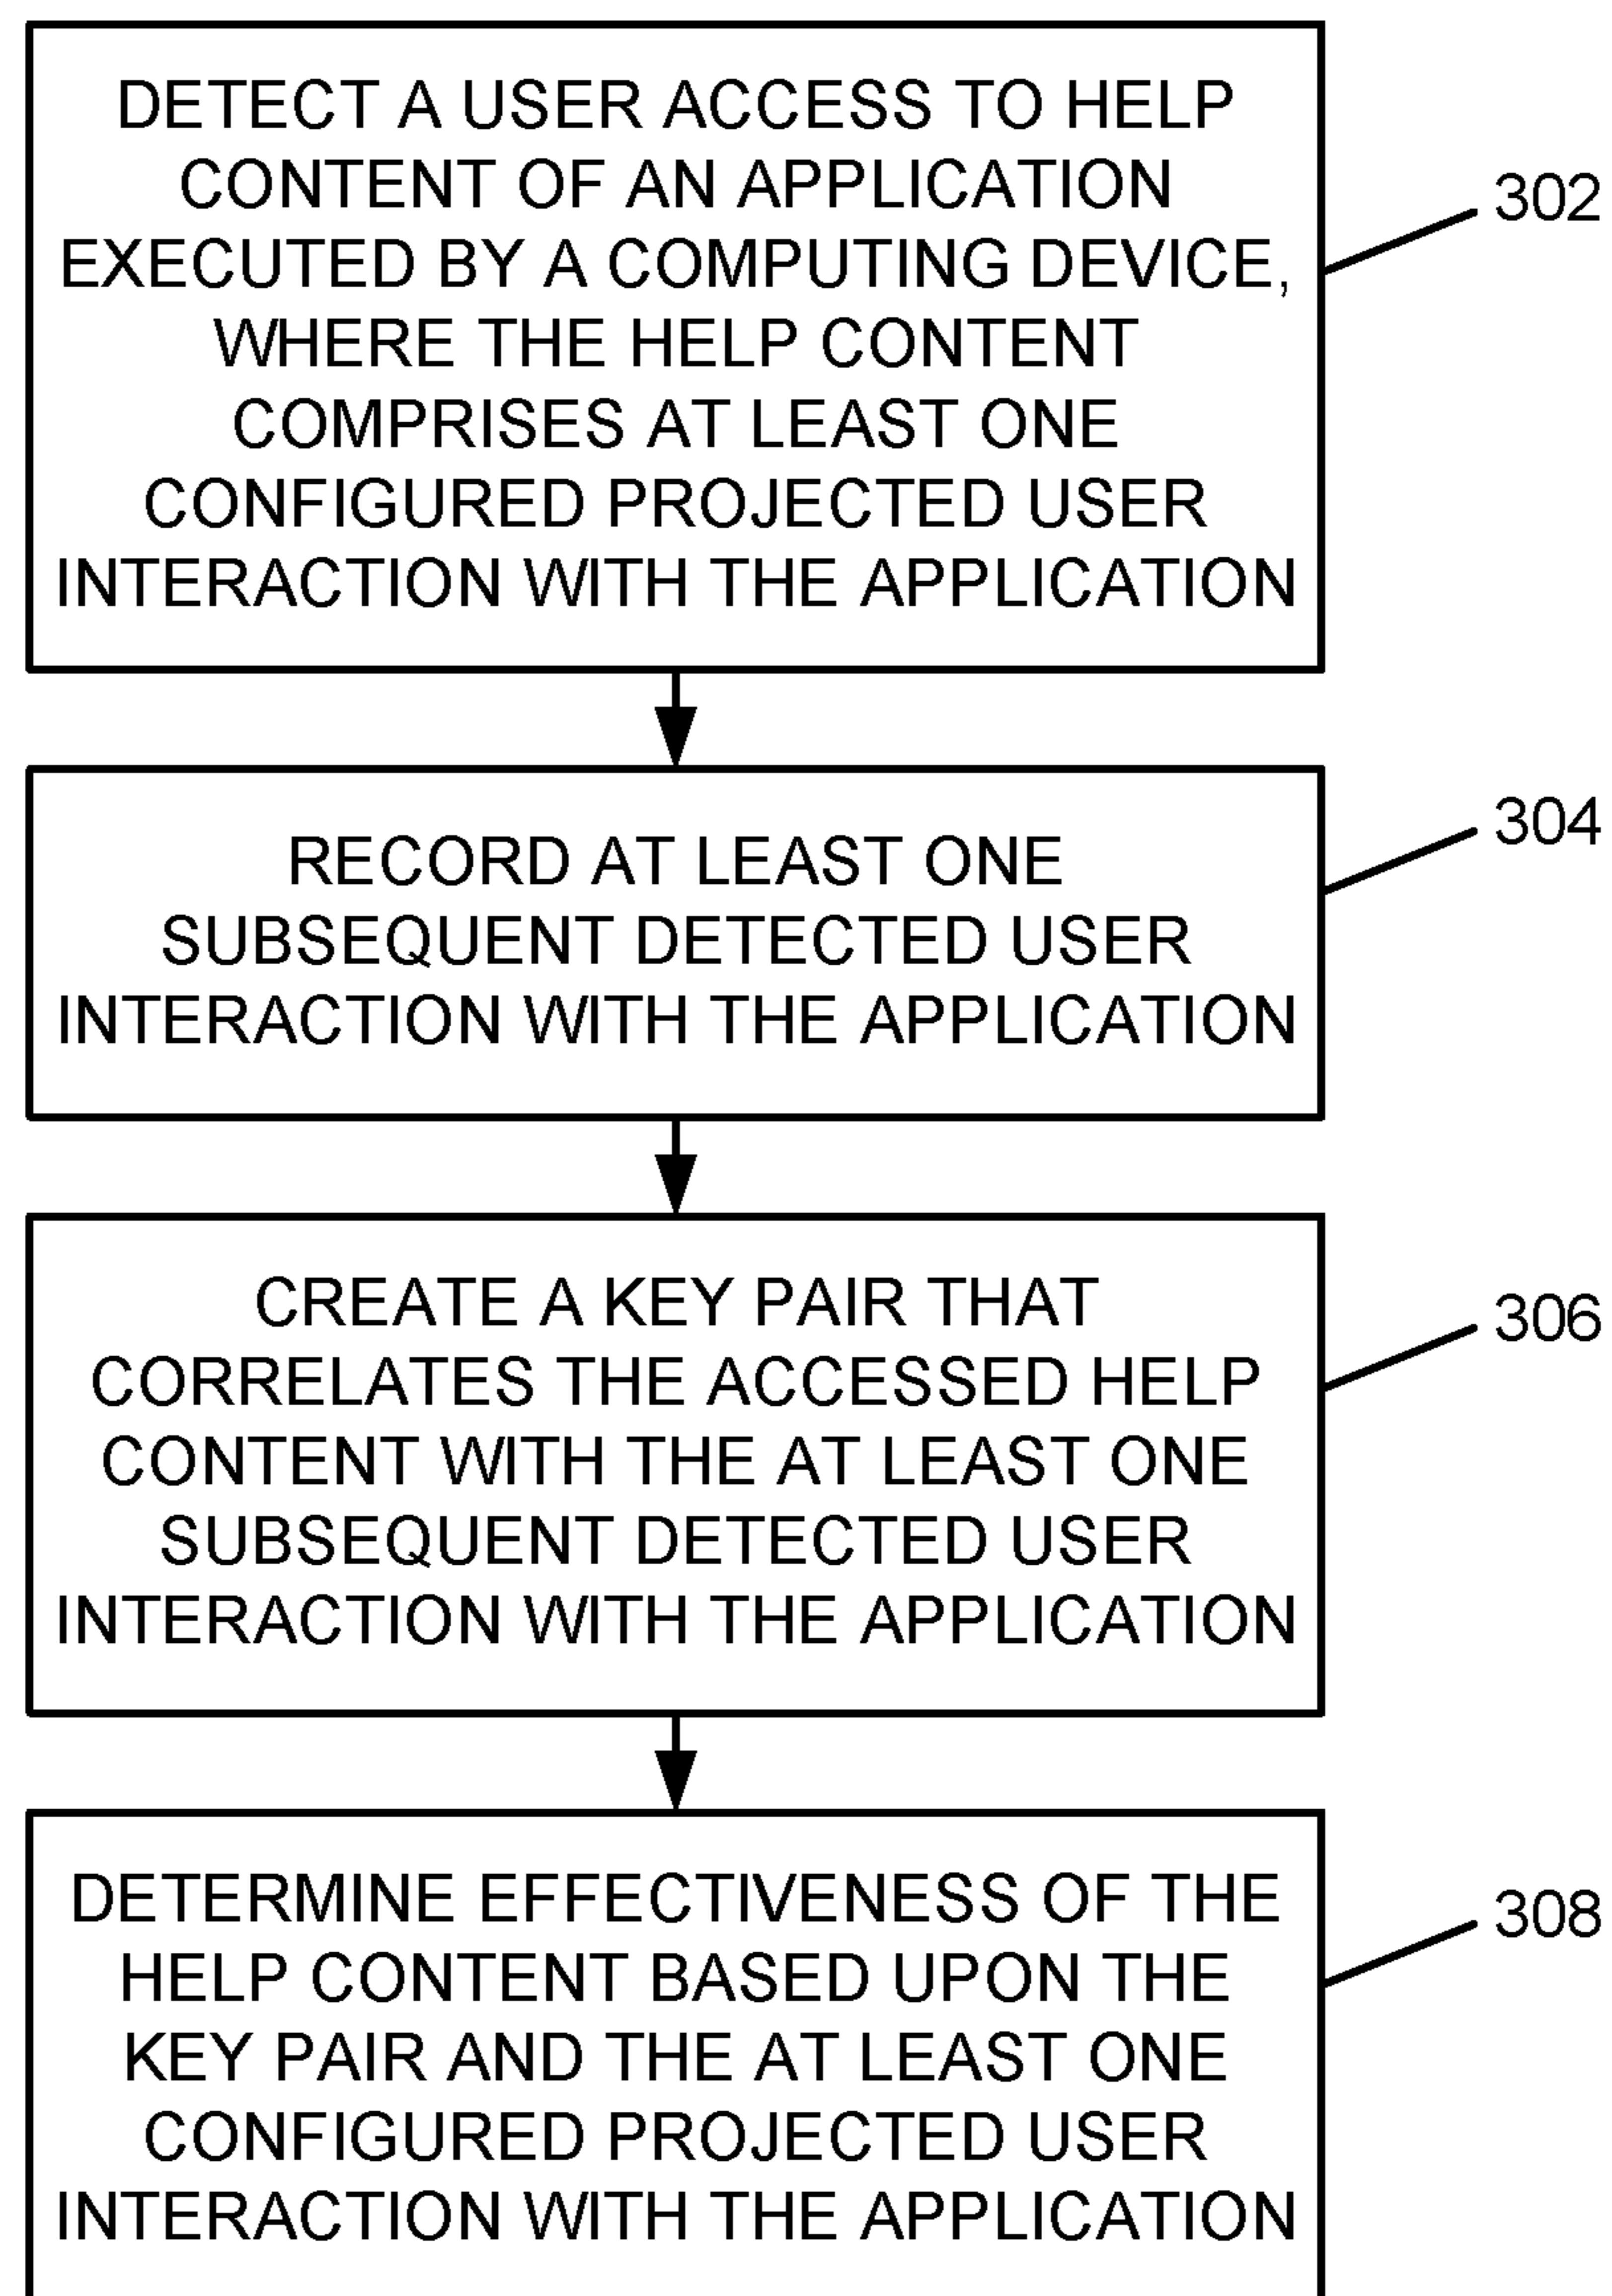 DETECT A USER ACCESS TO HELP
CONTENT OF AN APPLICATION
EXECUTED BY A COMPUTING DEVICE,
WHERE THE HELP CONTENT
COMPRISES AT LEAST ONE
CONFIGURED PROJECTED USER
INTERACTION WITH THE APPLICATION
302
RECORD AT LEAST ONE
SUBSEQUENT DETECTED USER
INTERACTION WITH THE APPLICATION
304
CREATE A KEY PAIR THAT
CORRELATES THE ACCESSED HELP
CONTENT WITH THE AT LEAST ONE
SUBSEQUENT DETECTED USER
INTERACTION WITH THE APPLICATION
306
DETERMINE EFFECTIVENESS OF THE
HELP CONTENT BASED UPON THE
KEY PAIR AND THE AT LEAST ONE
CONFIGURED PROJECTED USER
INTERACTION WITH THE APPLICATION
308